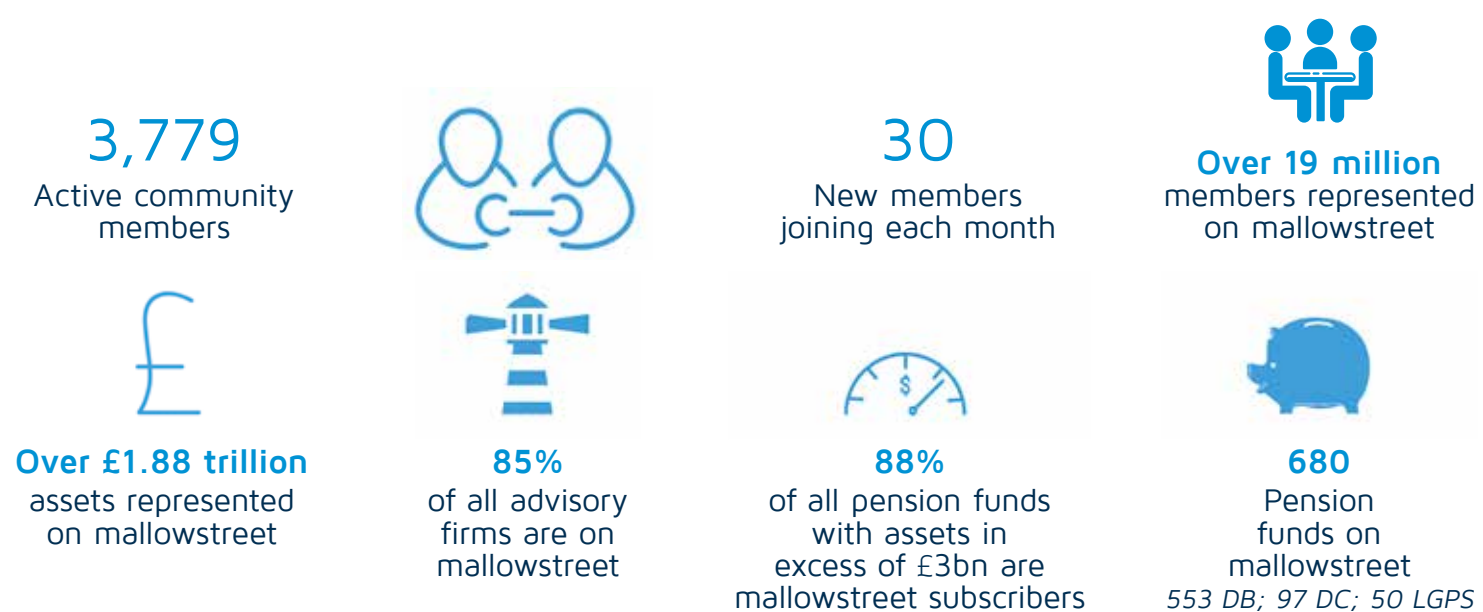 3,779
Active community
members
30
New members
joining each month
Over 19 million
members represented
on mallowstreet
Over £1.88 trillion
assets represented
on mallowstreet
85%
of all advisory
firms are on
mallowstreet
$
88%
of all pension funds
with assets in
excess of £3bn are
mallowstreet subscribers
680
Pension
funds on
mallowstreet
553 DB; 97 DC; 50 LGPS